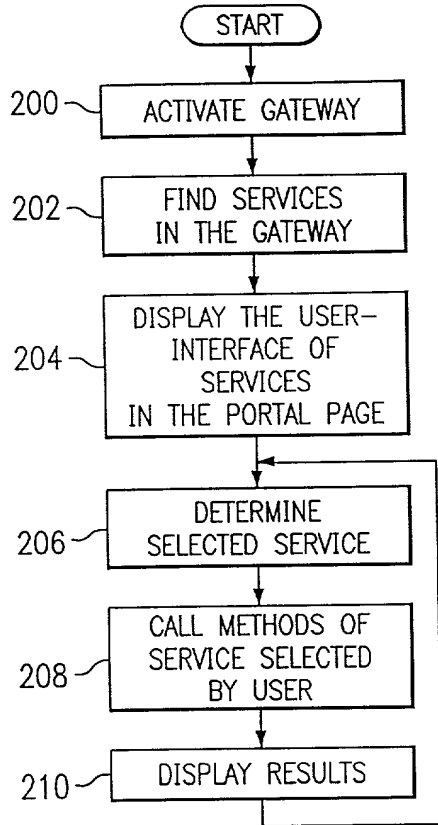 START
200
ACTIVATE GATEWAY
202
FIND SERVICES
IN THE GATEWAY
204
DISPLAY THE USER-
INTERFACE OF
SERVICES
IN THE PORTAL PAGE
206
DETERMINE
SELECTED SERVICE
208
CALL METHODS OF
SERVICE SELECTED
BY USER
210
DISPLAY RESULTS